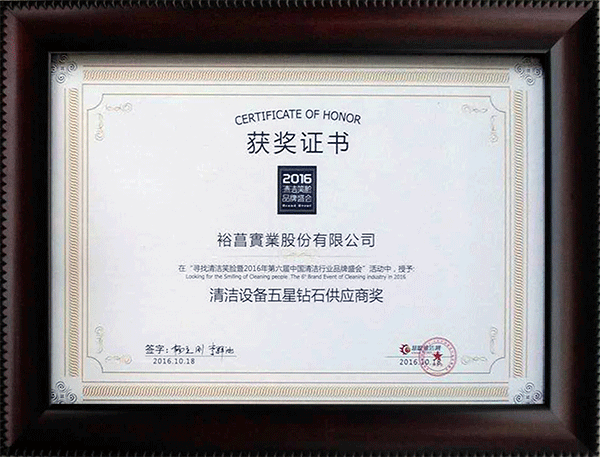 CERTIFICATE OF HONOR
获奖证书
2016
清洁笑脸
品牌盛会
Brand Event
裕菖實業股份有限公司
在“寻找清洁笑脸暨2016年第六届中国清洁行业品牌盛会”活动中，授予:
Looking for the Smiling of Cleaning people. The 6th Brand Event of Cleaning industry in 2016
清洁设备五星钻石供应商奖
签字:
2016.10.18
2016.10.18